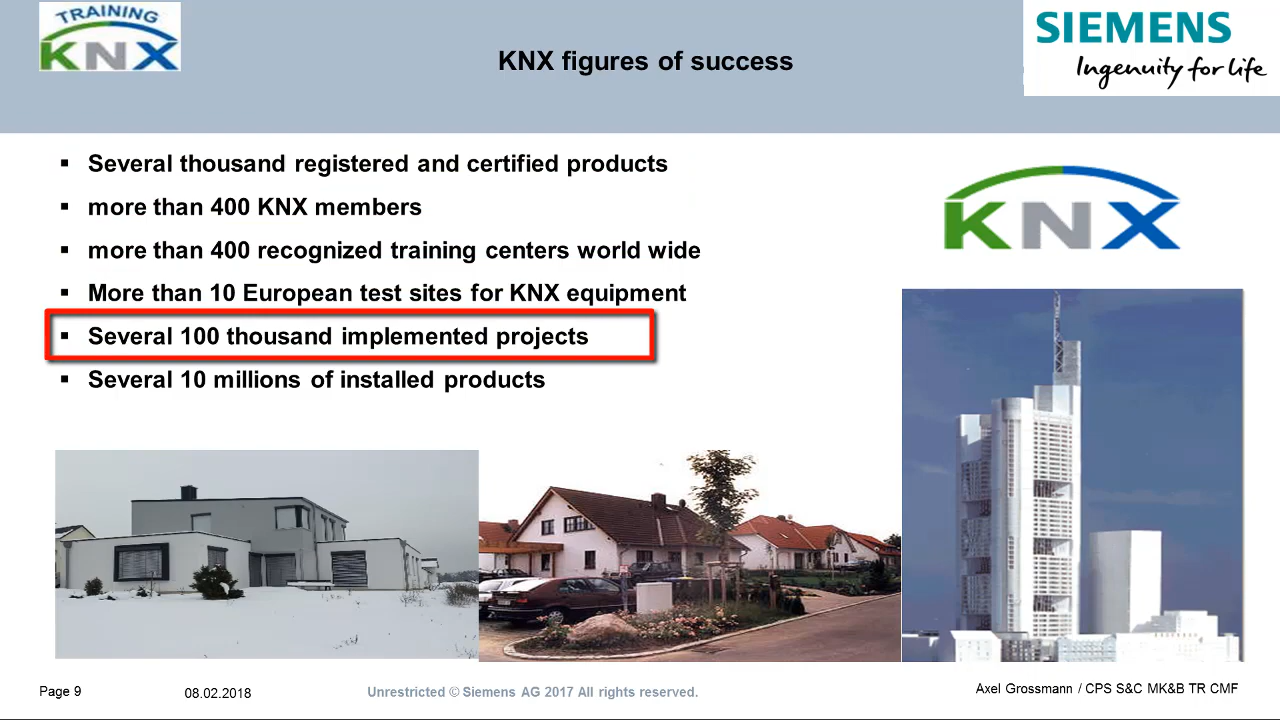 TRAINING
KNX
KNX figures of success
SIEMENS
Ingenuity for life
▪ Several thousand registered and certified products
▪ more than 400 KNX members
▪ more than 400 recognized training centers world wide
▪ More than 10 European test sites for KNX equipment
▪ Several 100 thousand implemented projects
▪ Several 10 millions of installed products
KNX
Page 9
08.02.2018
Unrestricted © Siemens AG 2017 All rights reserved.
Axel Grossmann / CPS S&C MK&B TR CMF